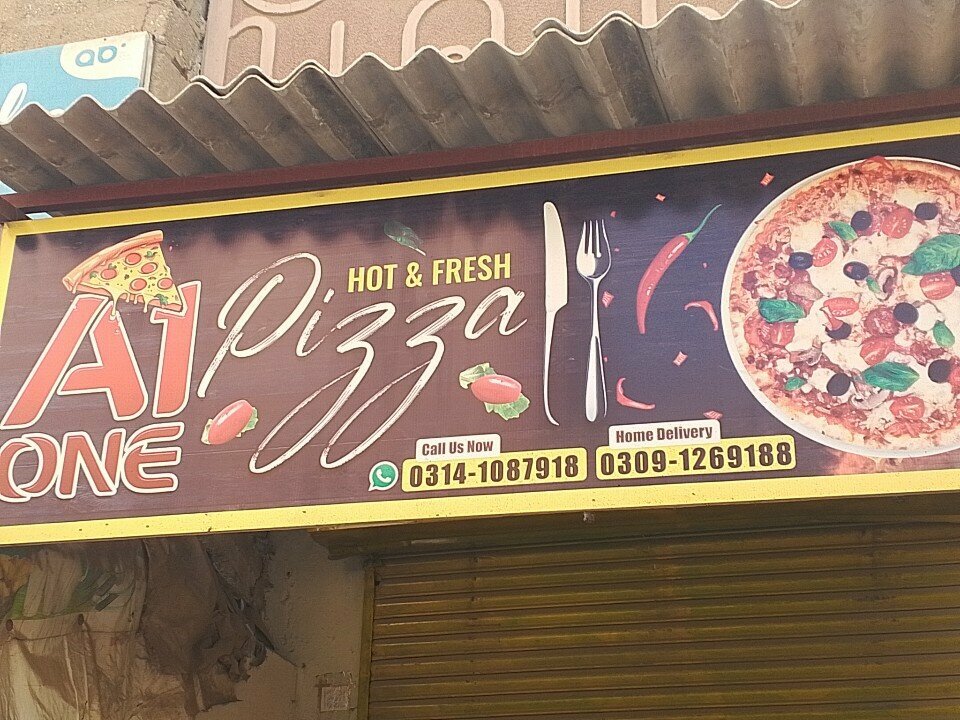 A1
ONE
HOT & FRESH
Pizza
Call Us Now
0314-1087918
Home Delivery
0309-1269188